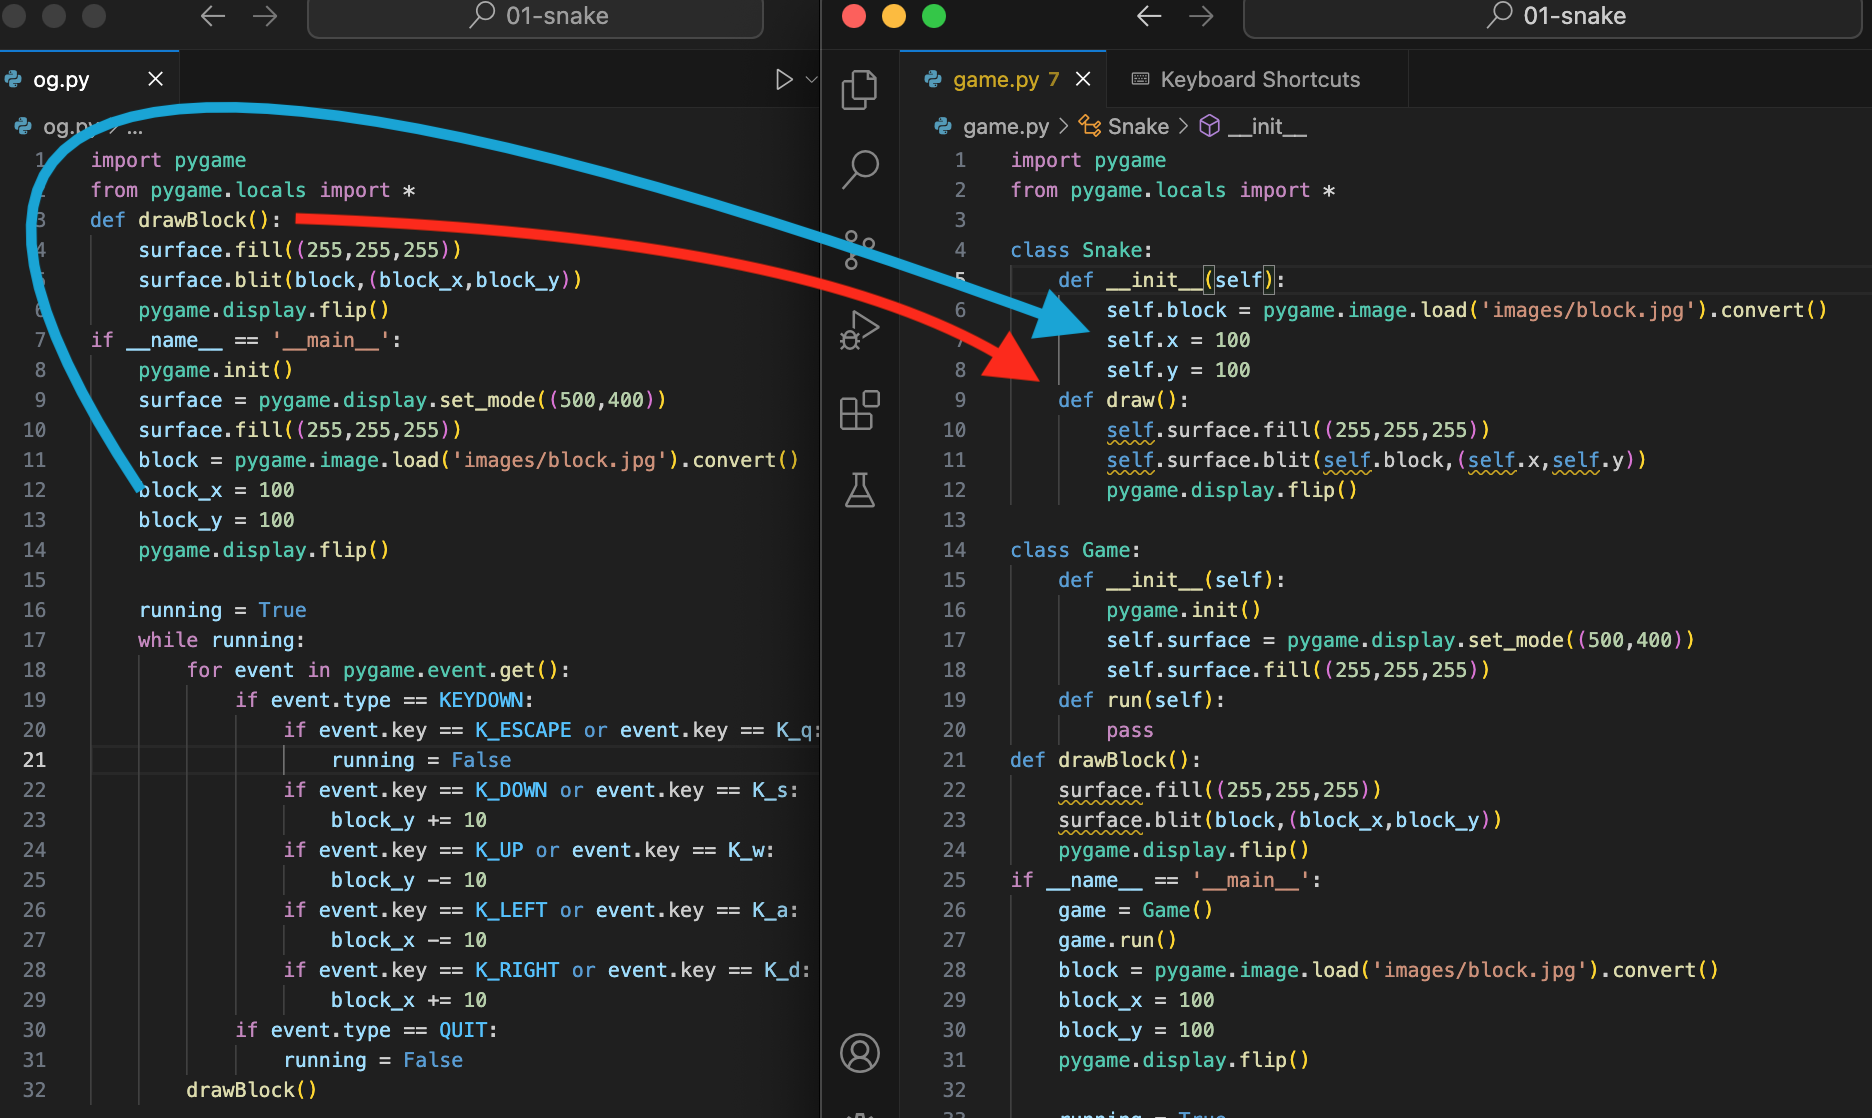 01-snake
og.py
og.py > ...
1 import pygame
2 from pygame.locals import *
3 def drawBlock():
4 surface.fill((255,255,255))
5 surface.blit(block,(block_x,block_y))
6 pygame.display.flip()
7 if __name__ == '__main__':
8 pygame.init()
9 surface = pygame.display.set_mode((500,400))
10 surface.fill((255,255,255))
11 block = pygame.image.load('images/block.jpg').convert()
12 block_x = 100
13 block_y = 100
14 pygame.display.flip()
15
16 running = True
17 while running:
18 for event in pygame.event.get():
19 if event.type == KEYDOWN:
20 if event.key == K_ESCAPE or event.key == K_q:
21 running = False
22 if event.key == K_DOWN or event.key == K_s:
23 block_y += 10
24 if event.key == K_UP or event.key == K_w:
25 block_y -= 10
26 if event.key == K_LEFT or event.key == K_a:
27 block_x -= 10
28 if event.key == K_RIGHT or event.key == K_d:
29 block_x += 10
30 if event.type == QUIT:
31 running = False
32 drawBlock()
01-snake
game.py 7 Keyboard Shortcuts
game.py > Snake > __init__
1 import pygame
2 from pygame.locals import *
3
4 class Snake:
5 def __init__(self):
6 self.block = pygame.image.load('images/block.jpg').convert()
7 self.x = 100
8 self.y = 100
9 def draw():
10 self.surface.fill((255,255,255))
11 self.surface.blit(self.block,(self.x,self.y))
12 pygame.display.flip()
13
14 class Game:
15 def __init__(self):
16 pygame.init()
17 self.surface = pygame.display.set_mode((500,400))
18 self.surface.fill((255,255,255))
19 def run(self):
20 pass
21 def drawBlock():
22 surface.fill((255,255,255))
23 surface.blit(block,(block_x,block_y))
24 pygame.display.flip()
25 if __name__ == '__main__':
26 game = Game()
27 game.run()
28 block = pygame.image.load('images/block.jpg').convert()
29 block_x = 100
30 block_y = 100
31 pygame.display.flip()
32
33 running = True